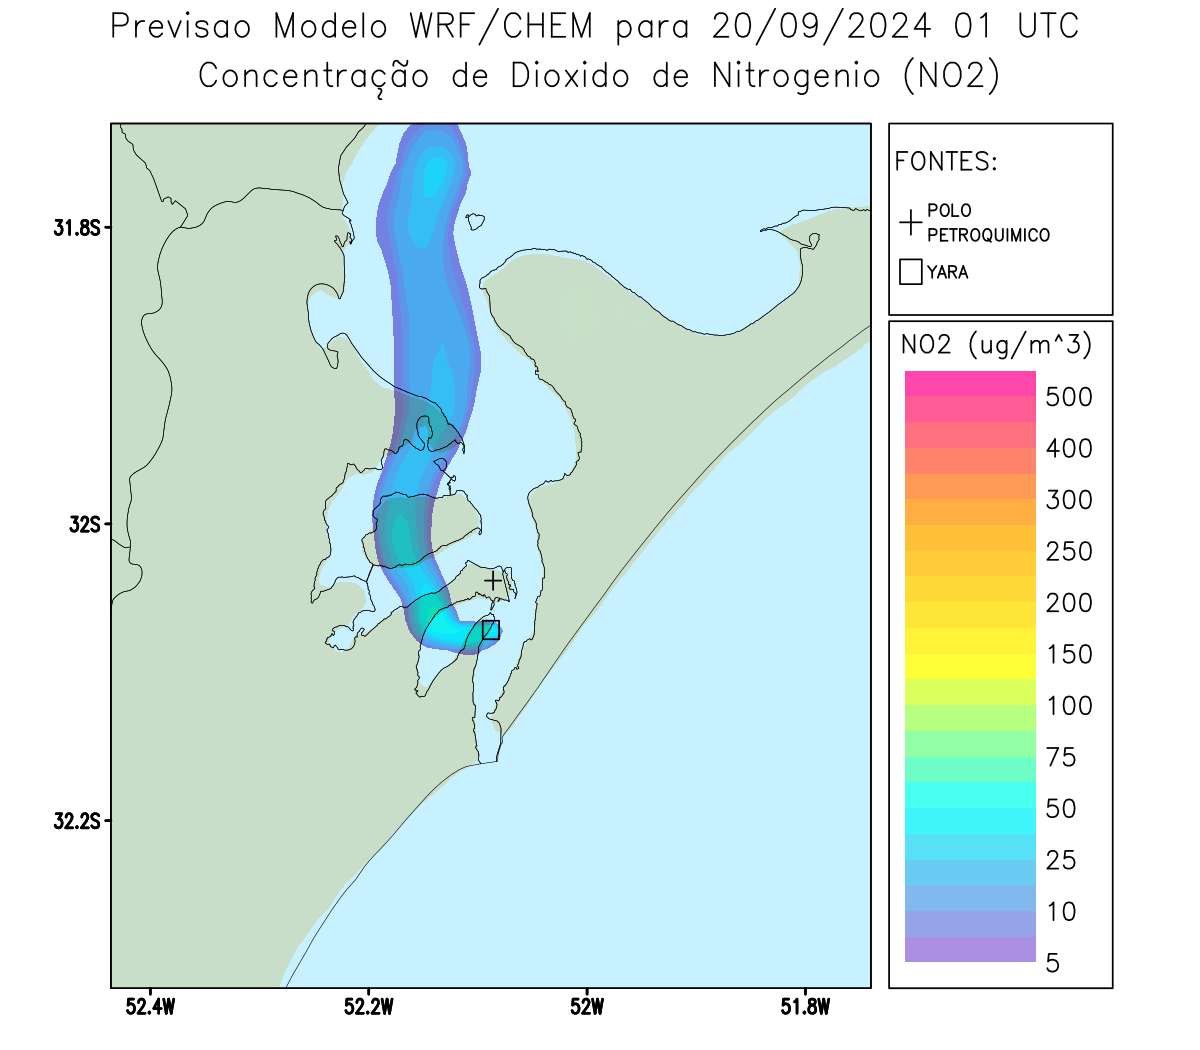 Previsao Modelo WRF/CHEM para 20/09/2024 01 UTC
Concentração de Dioxido de Nitrogenio (NO2)
FONTES:
POLO
PETROQUIMICO
YARA
NO2 (ug/m^3)
500
400
300
250
200
150
100
75
50
25
10
5
31.8S
32S
32.2S
52.4W
52.2W
52W
51.8W